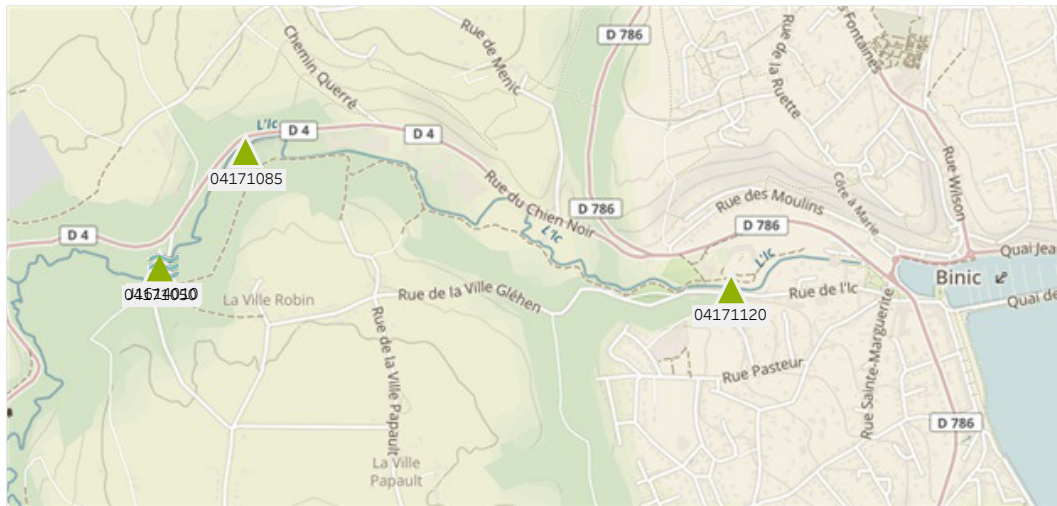 D 786
Rue de Menic
Chemin Querré
Rue de la Ruette
Fontaines
L'Ic
D 4
D 4
04171085
Rue du Chien Noir
D 786
L'Ic
Rue des Moulins
Côte à Marie
Rue Wilson
D 786
D 4
L'Ic
Quai Jea
Binic
Quai de
La Ville Robin
Rue de la Ville Gléhen
Rue de l'Ic
04171120
Rue de la Ville Papault
Rue Pasteur
Rue Sainte-Marguerite
D 786
La Ville
Papault